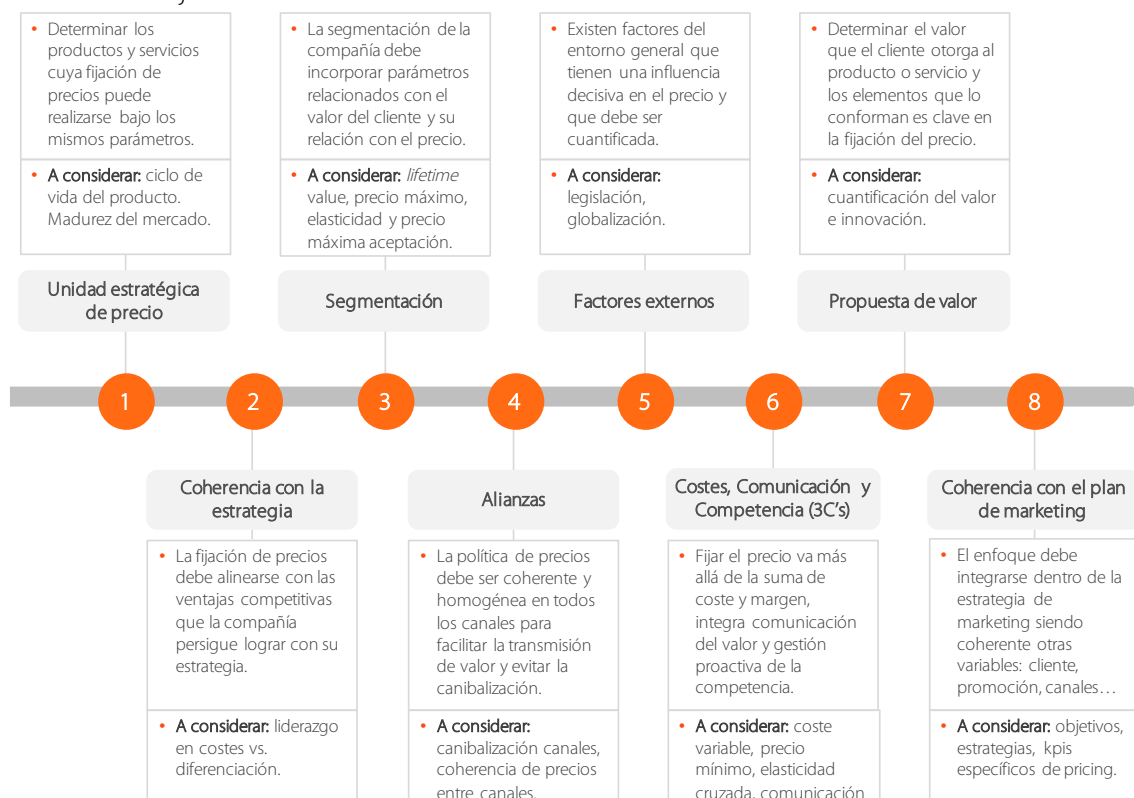 • Determinar los
productos y servicios
cuya fijación de
precios puede
realizarse bajo los
mismos parámetros.
• A considerar: ciclo de
vida del producto.
Madurez del mercado.
Unidad estratégica
de precio
1
• La segmentación de la
compañía debe
incorporar parámetros
relacionados con el
valor del cliente y su
relación con el precio.
• A considerar: lifetime
value, precio máximo,
elasticidad y precio
máxima aceptación.
Segmentación
3
• Existen factores del
entorno general que
tienen una influencia
decisiva en el precio y
que debe ser
cuantificada.
• A considerar:
legislación,
globalización.
Factores externos
5
• Determinar el valor
que el cliente otorga al
producto o servicio y
los elementos que lo
conforman es clave en
la fijación del precio.
• A considerar:
cuantificación del valor
e innovación.
Propuesta de valor
7
2
Coherencia con la
estrategia
• La fijación de precios
debe alinearse con las
ventajas competitivas
que la compañía
persigue lograr con su
estrategia.
• A considerar: liderazgo
en costes vs.
diferenciación.
4
Alianzas
• La política de precios
debe ser coherente y
homogénea en todos
los canales para
facilitar la transmisión
de valor y evitar la
canibalización.
• A considerar:
canibalización canales,
coherencia de precios
entre canales.
6
Costes, Comunicación y
Competencia (3C's)
• Fijar el precio va más
allá de la suma de
coste y margen,
integra comunicación
del valor y gestión
proactiva de la
competencia.
• A considerar: coste
variable, precio
mínimo, elasticidad
cruzada, comunicación
8
Coherencia con el plan
de marketing
• El enfoque debe
integrarse dentro de la
estrategia de
marketing siendo
coherente otras
variables: cliente,
promoción, canales…
• A considerar: objetivos,
estrategias, kpis
específicos de pricing.